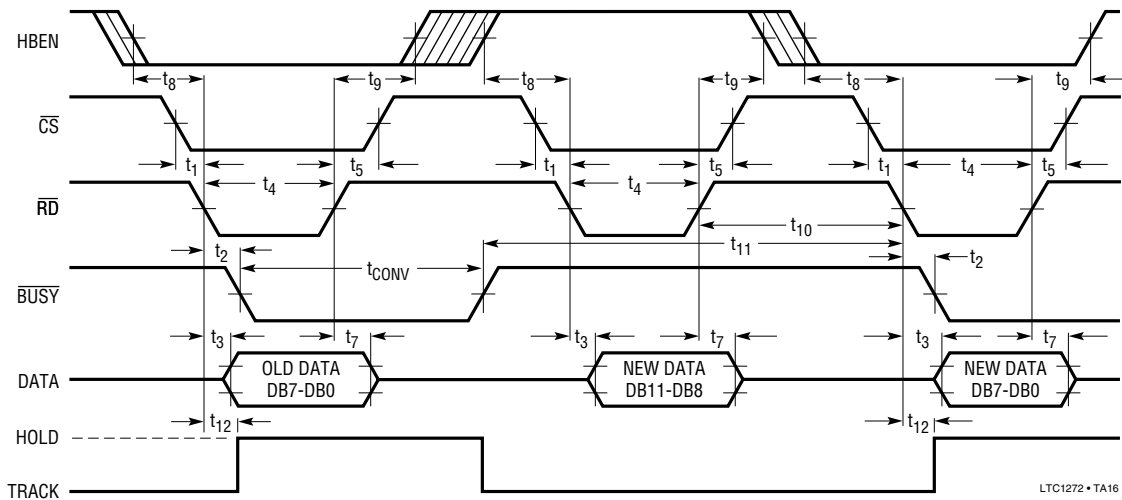 HBEN
t8 t9 t8 t9 t8 t9
CS
t1 t5 t1 t5 t1 t5
t4 t4 t4
RD
t10
t2 t11 t2
tCONV
BUSY
t3 t7 t3 t7 t3 t7
DATA
OLD DATA
DB7-DB0
NEW DATA
DB11-DB8
NEW DATA
DB7-DB0
t12 t12
HOLD
TRACK
LTC1272 • TA16